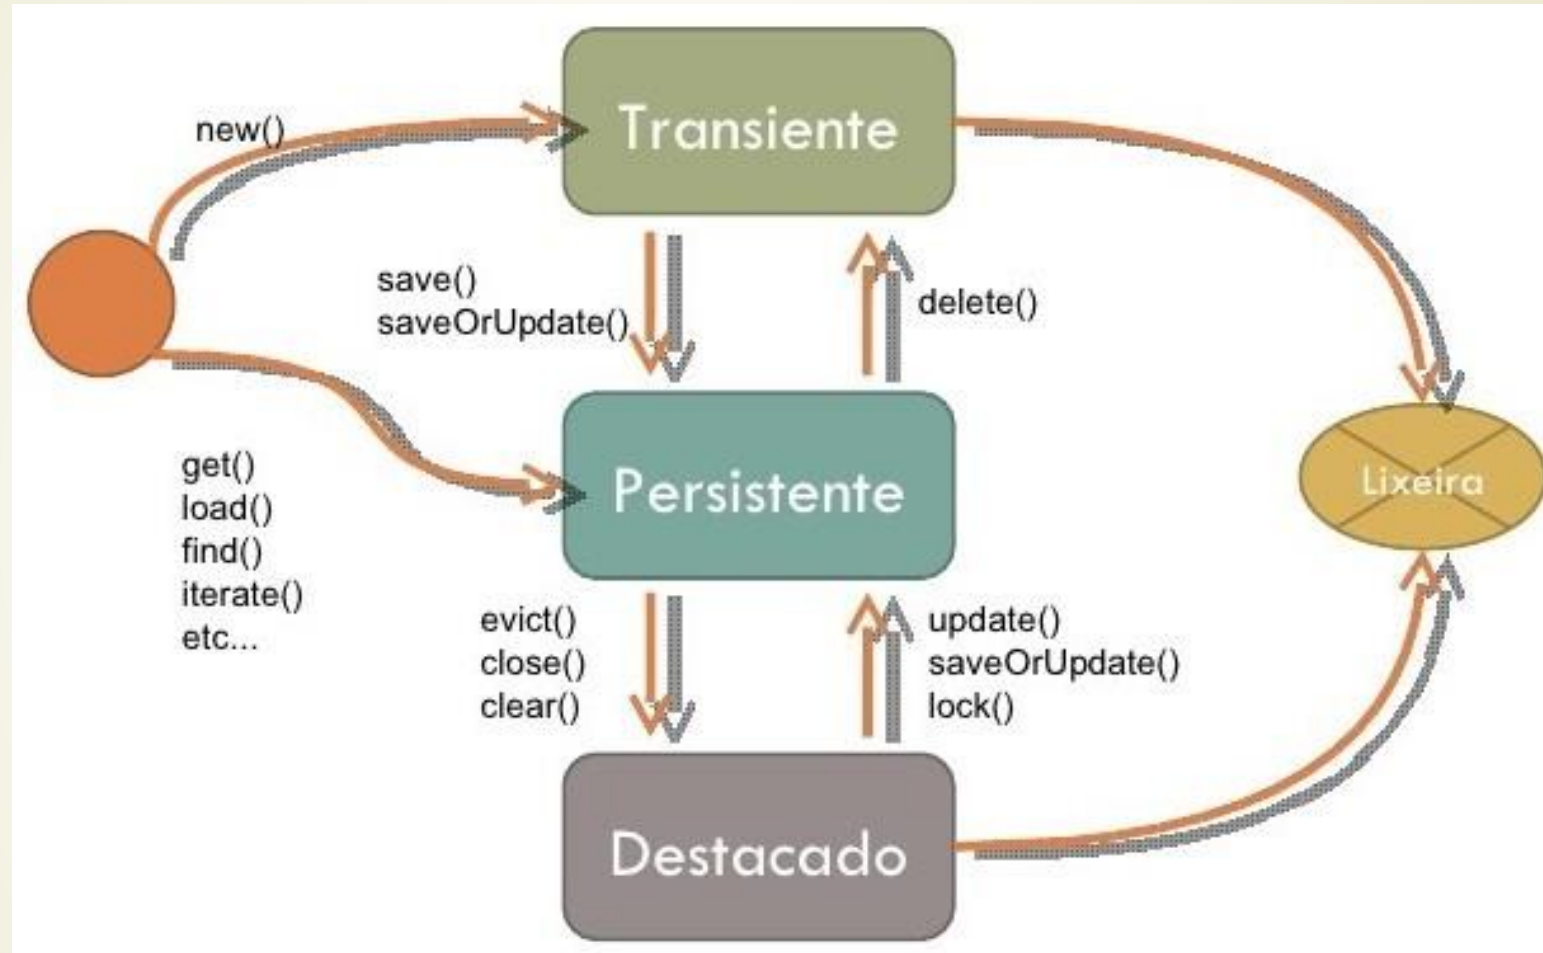 Transiente
new()
save()
saveOrUpdate()
delete()
Persistente
Lixeira
get()
load()
find()
iterate()
etc...
evict()
close()
clear()
update()
saveOrUpdate()
lock()
Destacado